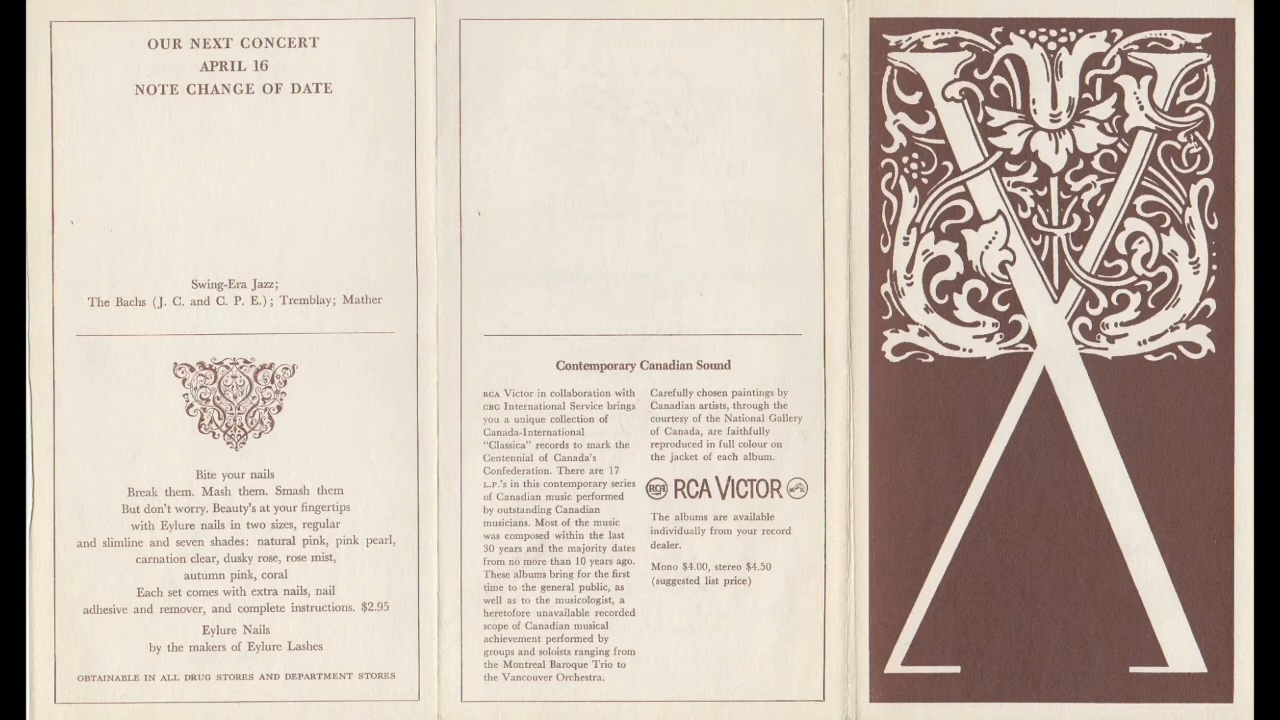 OUR NEXT CONCERT
APRIL 16
NOTE CHANGE OF DATE
Swing-Era Jazz;
The Bachs (J. C. and C. P. E.); Tremblay; Mather
Bite your nails
Break them. Mash them. Smash them
But don't worry. Beauty's at your fingertips
with Eylure nails in two sizes, regular
and slimline and seven shades: natural pink, pink pearl,
carnation clear, dusky rose, rose mist,
autumn pink, coral
Each set comes with extra nails, nail
adhesive and remover, and complete instructions. $2.95
Eylure Nails
by the makers of Eylure Lashes
OBTAINABLE IN ALL DRUG STORES AND DEPARTMENT STORES
Contemporary Canadian Sound
RCA Victor in collaboration with
CBC International Service brings
you a unique collection of
Canada-International
"Classica" records to mark the
Centennial of Canada's
Confederation. There are 17
L.P.'s in this contemporary series
of Canadian music performed
by outstanding Canadian
musicians. Most of the music
was composed within the last
30 years and the majority dates
from no more than 10 years ago.
These albums bring for the first
time to the general public, as
well as to the musicologist, a
heretofore unavailable recorded
scope of Canadian musical
achievement performed by
groups and soloists ranging from
the Montreal Baroque Trio to
the Vancouver Orchestra.
Carefully chosen paintings by
Canadian artists, through the
courtesy of the National Gallery
of Canada, are faithfully
reproduced in full colour on
the jacket of each album.
RCA RCA VICTOR
The albums are available
individually from your record
dealer.
Mono $4.00, stereo $4.50
(suggested list price)
X